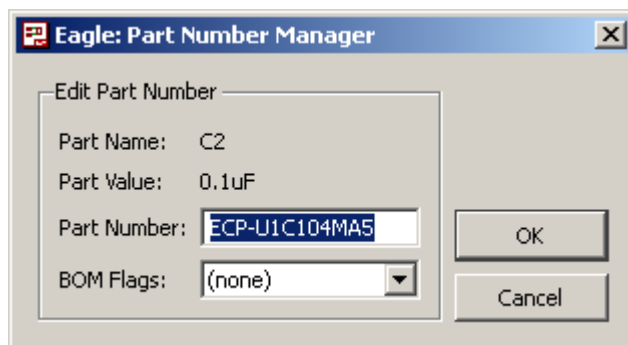 Eagle: Part Number Manager
Edit Part Number
Part Name: C2
Part Value: 0.1uF
Part Number: ECP-U1C104MA5
BOM Flags: (none)
OK
Cancel